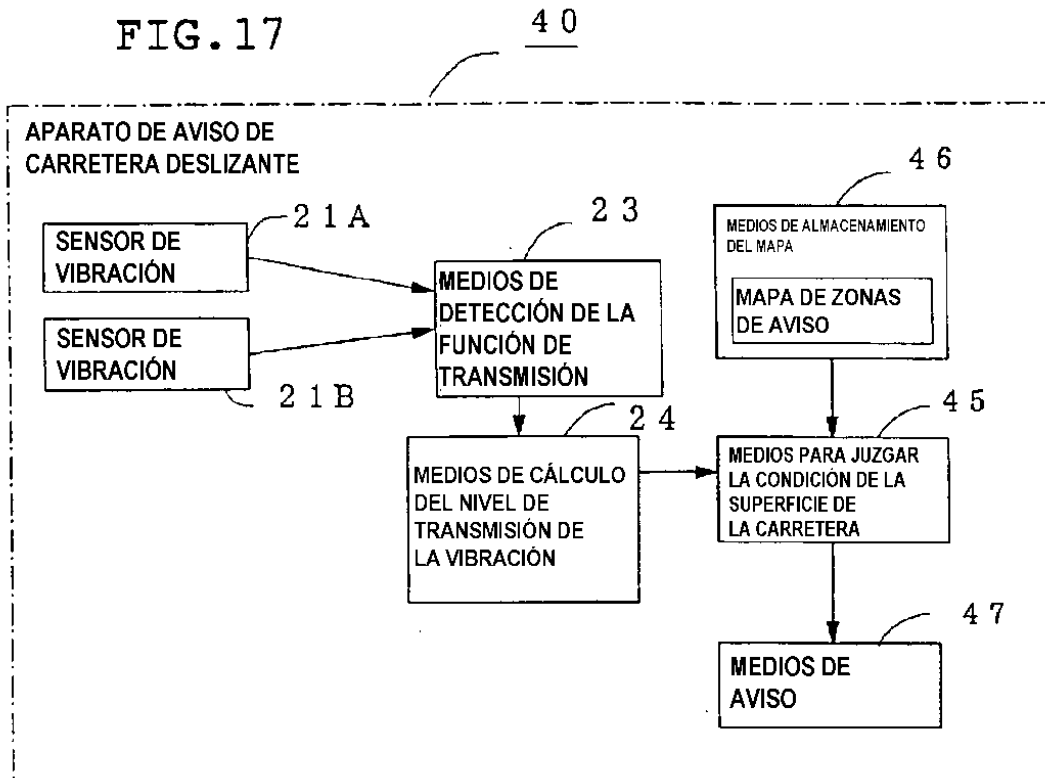 FIG.17
40
APARATO DE AVISO DE
CARRETERA DESLIZANTE
21A
SENSOR DE
VIBRACIÓN
SENSOR DE
VIBRACIÓN
21B
23
MEDIOS DE
DETECCIÓN DE LA
FUNCIÓN DE
TRANSMISIÓN
24
MEDIOS DE CÁLCULO
DEL NIVEL DE
TRANSMISIÓN DE
LA VIBRACIÓN
46
MEDIOS DE ALMACENAMIENTO
DEL MAPA
MAPA DE ZONAS
DE AVISO
45
MEDIOS PARA JUZGAR
LA CONDICIÓN DE LA
SUPERFICIE DE
LA CARRETERA
47
MEDIOS DE
AVISO